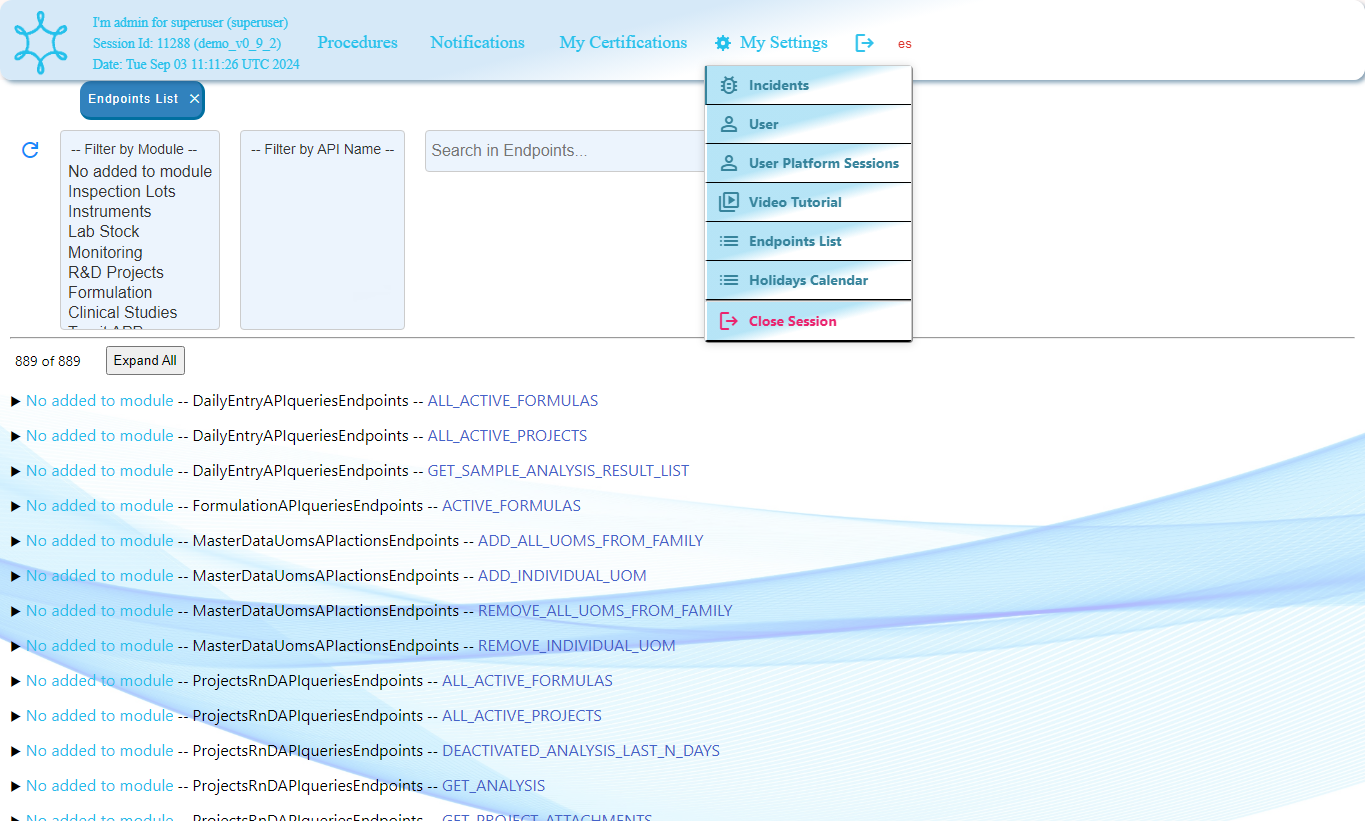 I'm admin for superuser (superuser)
Session Id: 11288 (demo_v0_9_2)
Date: Tue Sep 03 11:11:26 UTC 2024
Procedures
Notifications
My Certifications
My Settings
es
Incidents
User
User Platform Sessions
Video Tutorial
Endpoints List
Holidays Calendar
Close Session
Endpoints List ×
-- Filter by Module --
No added to module
Inspection Lots
Instruments
Lab Stock
Monitoring
R&D Projects
Formulation
Clinical Studies
-- Filter by API Name --
Search in Endpoints...
889 of 889
Expand All
▶ No added to module -- DailyEntryAPIqueriesEndpoints -- ALL_ACTIVE_FORMULAS
▶ No added to module -- DailyEntryAPIqueriesEndpoints -- ALL_ACTIVE_PROJECTS
▶ No added to module -- DailyEntryAPIqueriesEndpoints -- GET_SAMPLE_ANALYSIS_RESULT_LIST
▶ No added to module -- FormulationAPIqueriesEndpoints -- ACTIVE_FORMULAS
▶ No added to module -- MasterDataUomsAPIactionsEndpoints -- ADD_ALL_UOMS_FROM_FAMILY
▶ No added to module -- MasterDataUomsAPIactionsEndpoints -- ADD_INDIVIDUAL_UOM
▶ No added to module -- MasterDataUomsAPIactionsEndpoints -- REMOVE_ALL_UOMS_FROM_FAMILY
▶ No added to module -- MasterDataUomsAPIactionsEndpoints -- REMOVE_INDIVIDUAL_UOM
▶ No added to module -- ProjectsRnDAPIqueriesEndpoints -- ALL_ACTIVE_FORMULAS
▶ No added to module -- ProjectsRnDAPIqueriesEndpoints -- ALL_ACTIVE_PROJECTS
▶ No added to module -- ProjectsRnDAPIqueriesEndpoints -- DEACTIVATED_ANALYSIS_LAST_N_DAYS
▶ No added to module -- ProjectsRnDAPIqueriesEndpoints -- GET_ANALYSIS
▶ No added to module -- ProjectsRnDAPIqueriesEndpoints -- GET_PROJECT_ATTACHMENTS